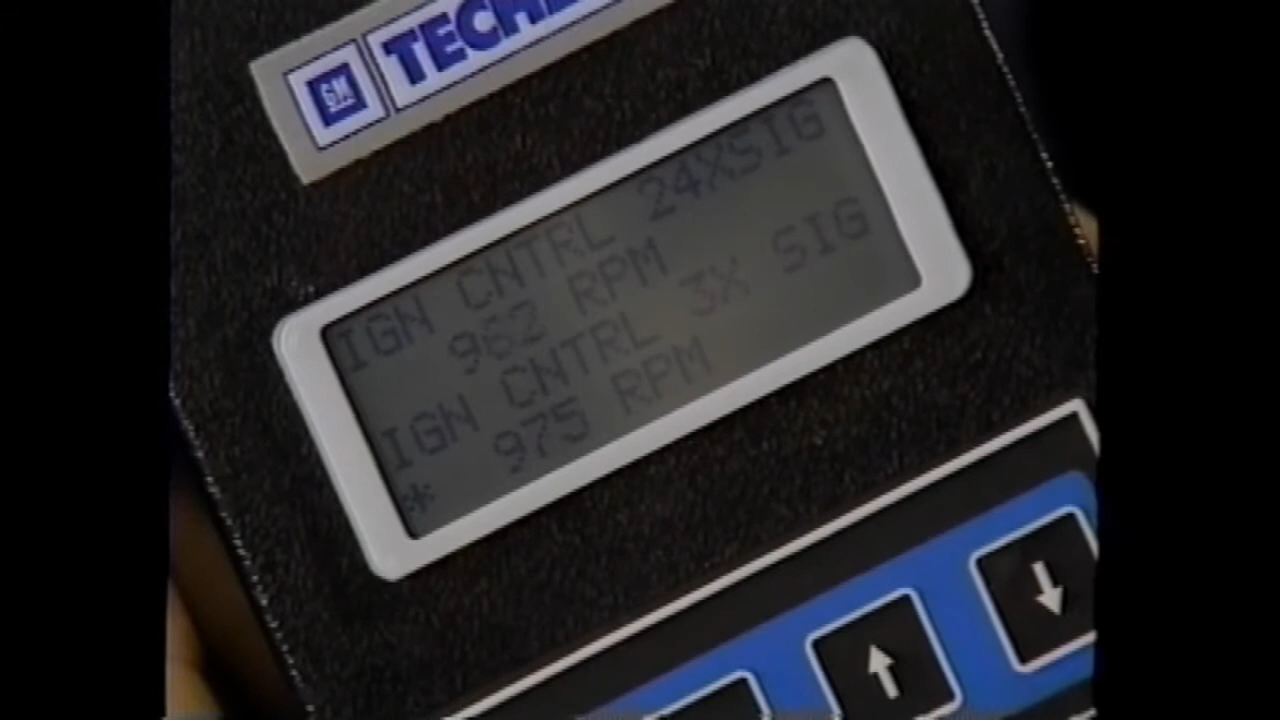 GM TECH
IGN CNTRL 24XSIG
962 RPM
IGN CNTRL 3X SIG
975 RPM
*